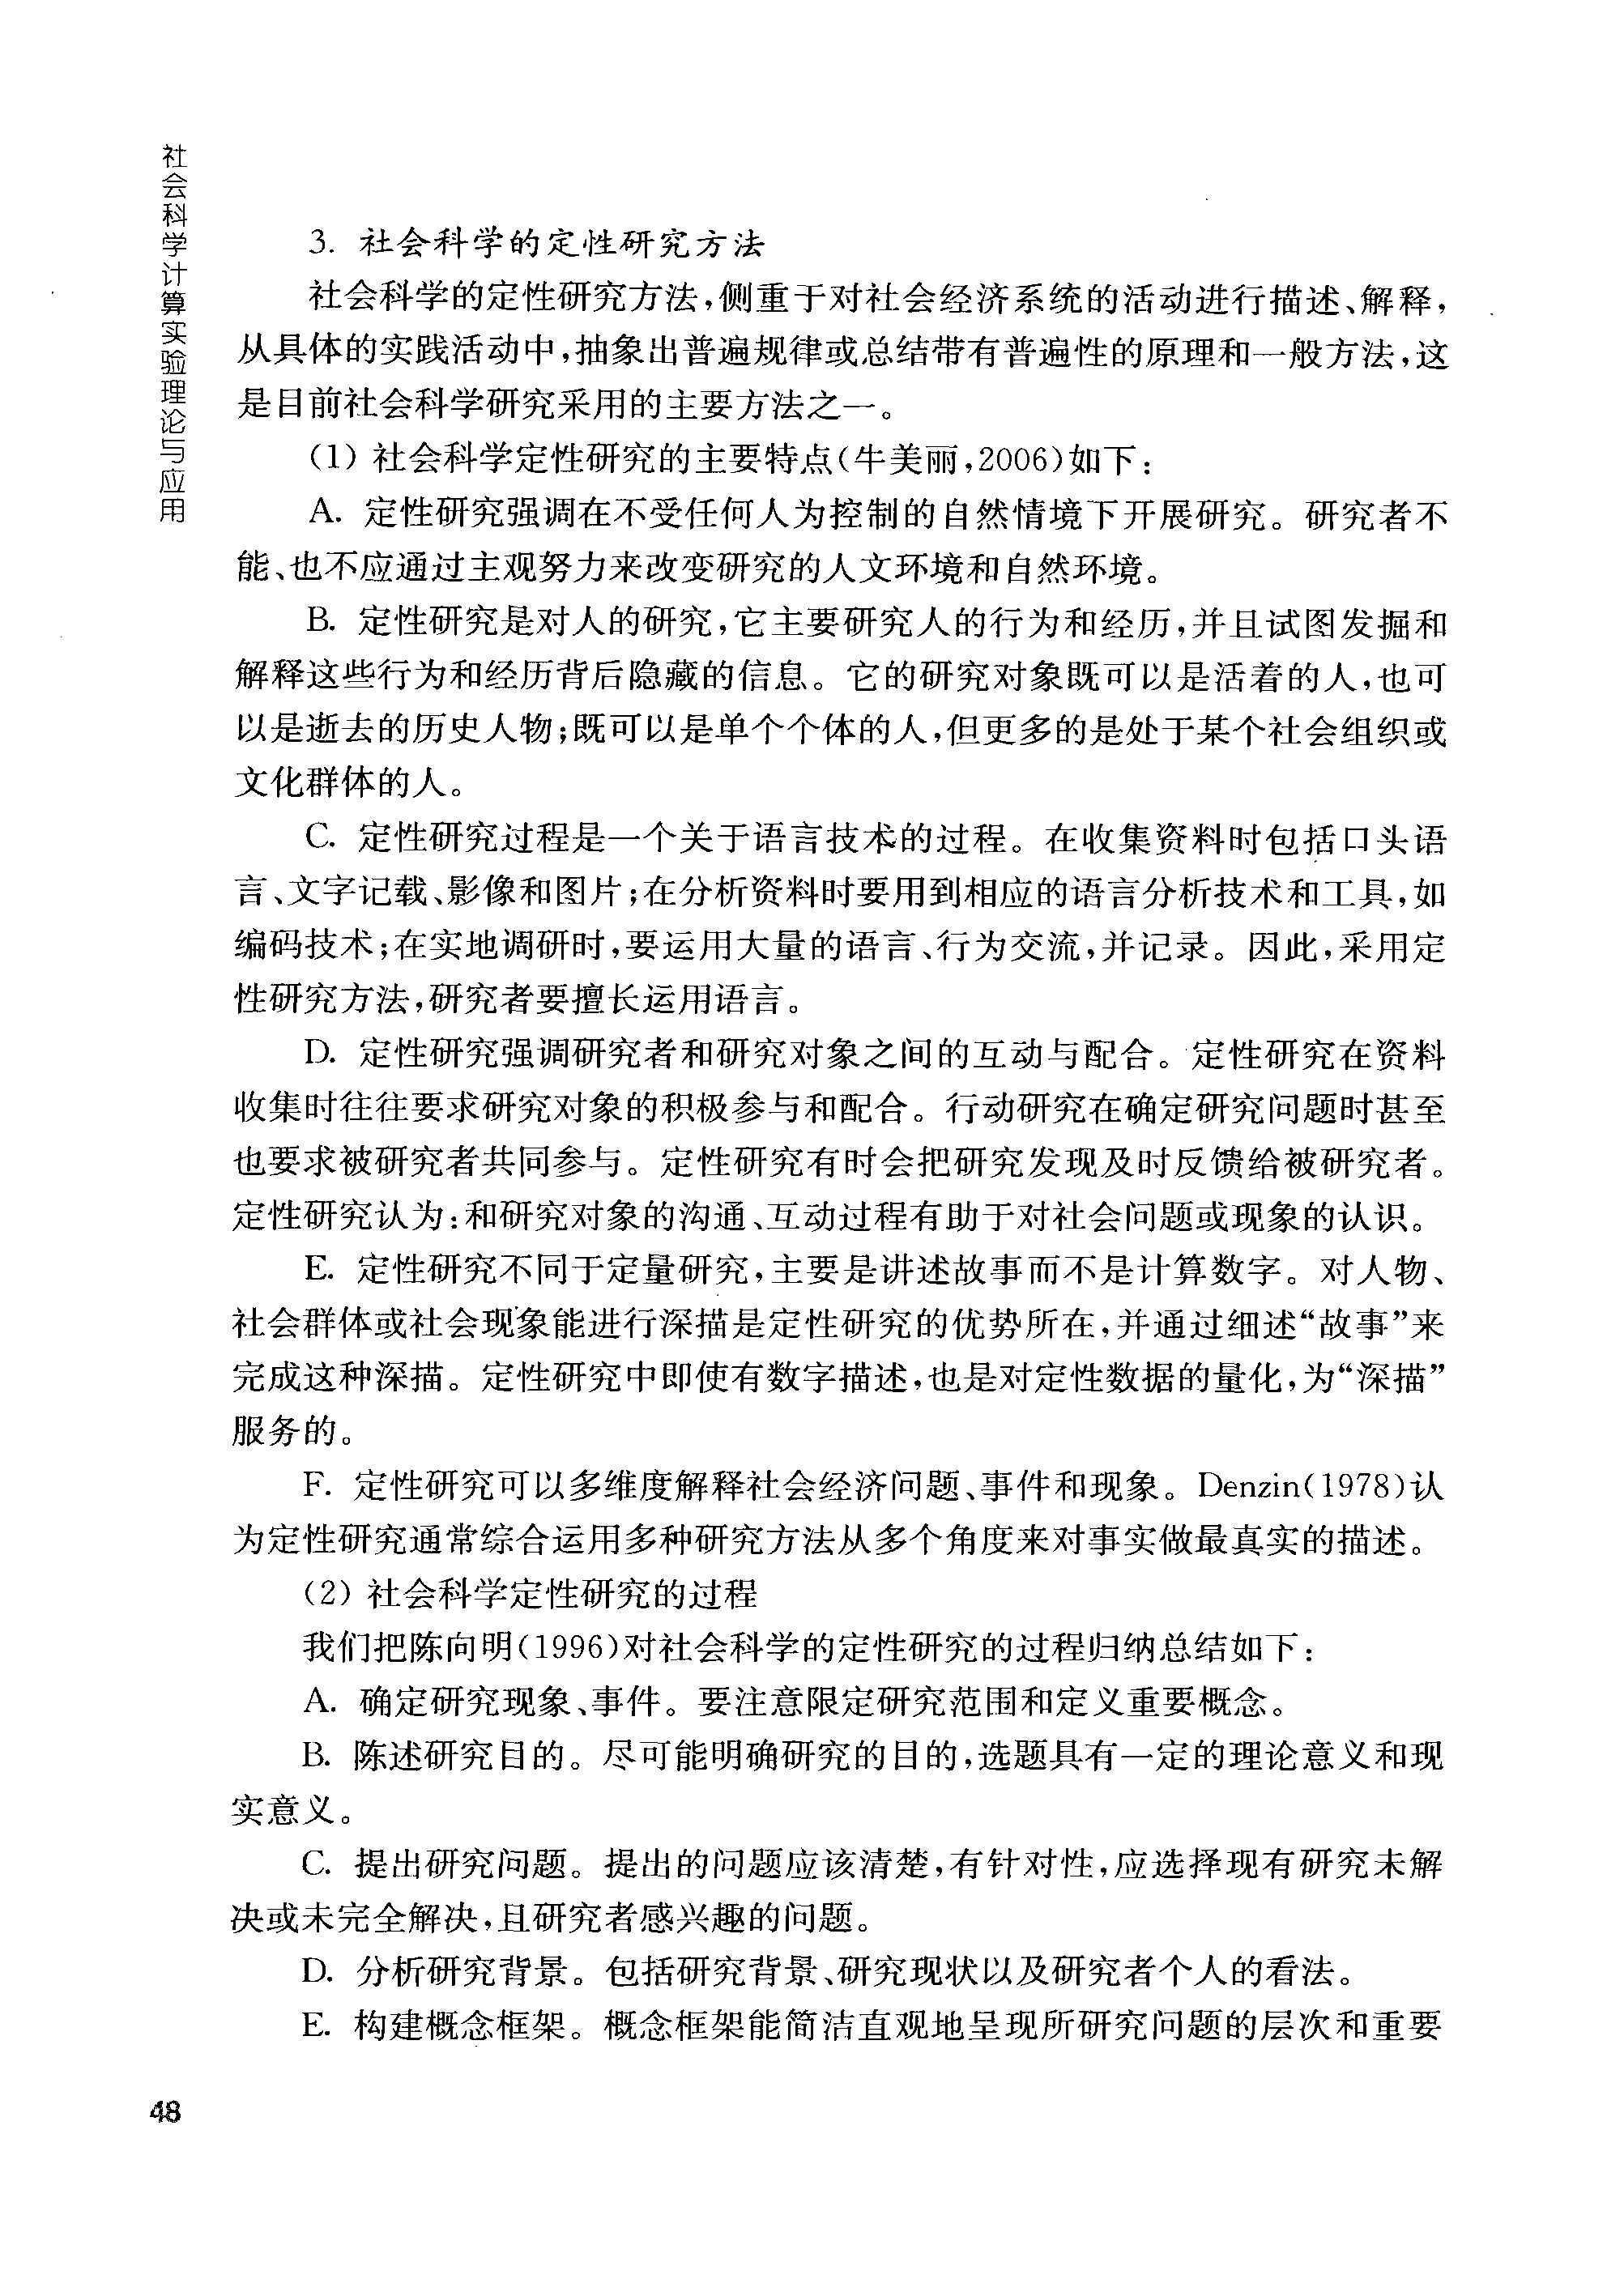 社会科学计算实验理论与应用
3. 社会科学的定性研究方法
社会科学的定性研究方法,侧重于对社会经济系统的活动进行描述、解释,
从具体的实践活动中,抽象出普遍规律或总结带有普遍性的原理和一般方法,这
是目前社会科学研究采用的主要方法之一。
(1) 社会科学定性研究的主要特点(牛美丽,2006)如下:
A. 定性研究强调在不受任何人为控制的自然情境下开展研究。研究者不
能、也不应通过主观努力来改变研究的人文环境和自然环境。
B. 定性研究是对人的研究,它主要研究人的行为和经历,并且试图发掘和
解释这些行为和经历背后隐藏的信息。它的研究对象既可以是活着的人,也可
以是逝去的历史人物;既可以是单个个体的人,但更多的是处于某个社会组织或
文化群体的人。
C. 定性研究过程是一个关于语言技术的过程。在收集资料时包括口头语
言、文字记载、影像和图片;在分析资料时要用到相应的语言分析技术和工具,如
编码技术;在实地调研时,要运用大量的语言、行为交流,并记录。因此,采用定
性研究方法,研究者要擅长运用语言。
D. 定性研究强调研究者和研究对象之间的互动与配合。定性研究在资料
收集时往往要求研究对象的积极参与和配合。行动研究在确定研究问题时甚至
也要求被研究者共同参与。定性研究有时会把研究发现及时反馈给被研究者。
定性研究认为:和研究对象的沟通、互动过程有助于对社会问题或现象的认识。
E. 定性研究不同于定量研究,主要是讲述故事而不是计算数字。对人物、
社会群体或社会现象能进行深描是定性研究的优势所在,并通过细述“故事”来
完成这种深描。定性研究中即使有数字描述,也是对定性数据的量化,为“深描”
服务的。
F. 定性研究可以多维度解释社会经济问题、事件和现象。Denzin(1978)认
为定性研究通常综合运用多种研究方法从多个角度来对事实做最真实的描述。
(2) 社会科学定性研究的过程
我们把陈向明(1996)对社会科学的定性研究的过程归纳总结如下:
A. 确定研究现象、事件。要注意限定研究范围和定义重要概念。
B. 陈述研究目的。尽可能明确研究的目的,选题具有一定的理论意义和现
实意义。
C. 提出研究问题。提出的问题应该清楚,有针对性,应选择现有研究未解
决或未完全解决,且研究者感兴趣的问题。
D. 分析研究背景。包括研究背景、研究现状以及研究者个人的看法。
E. 构建概念框架。概念框架能简洁直观地呈现所研究问题的层次和重要
48